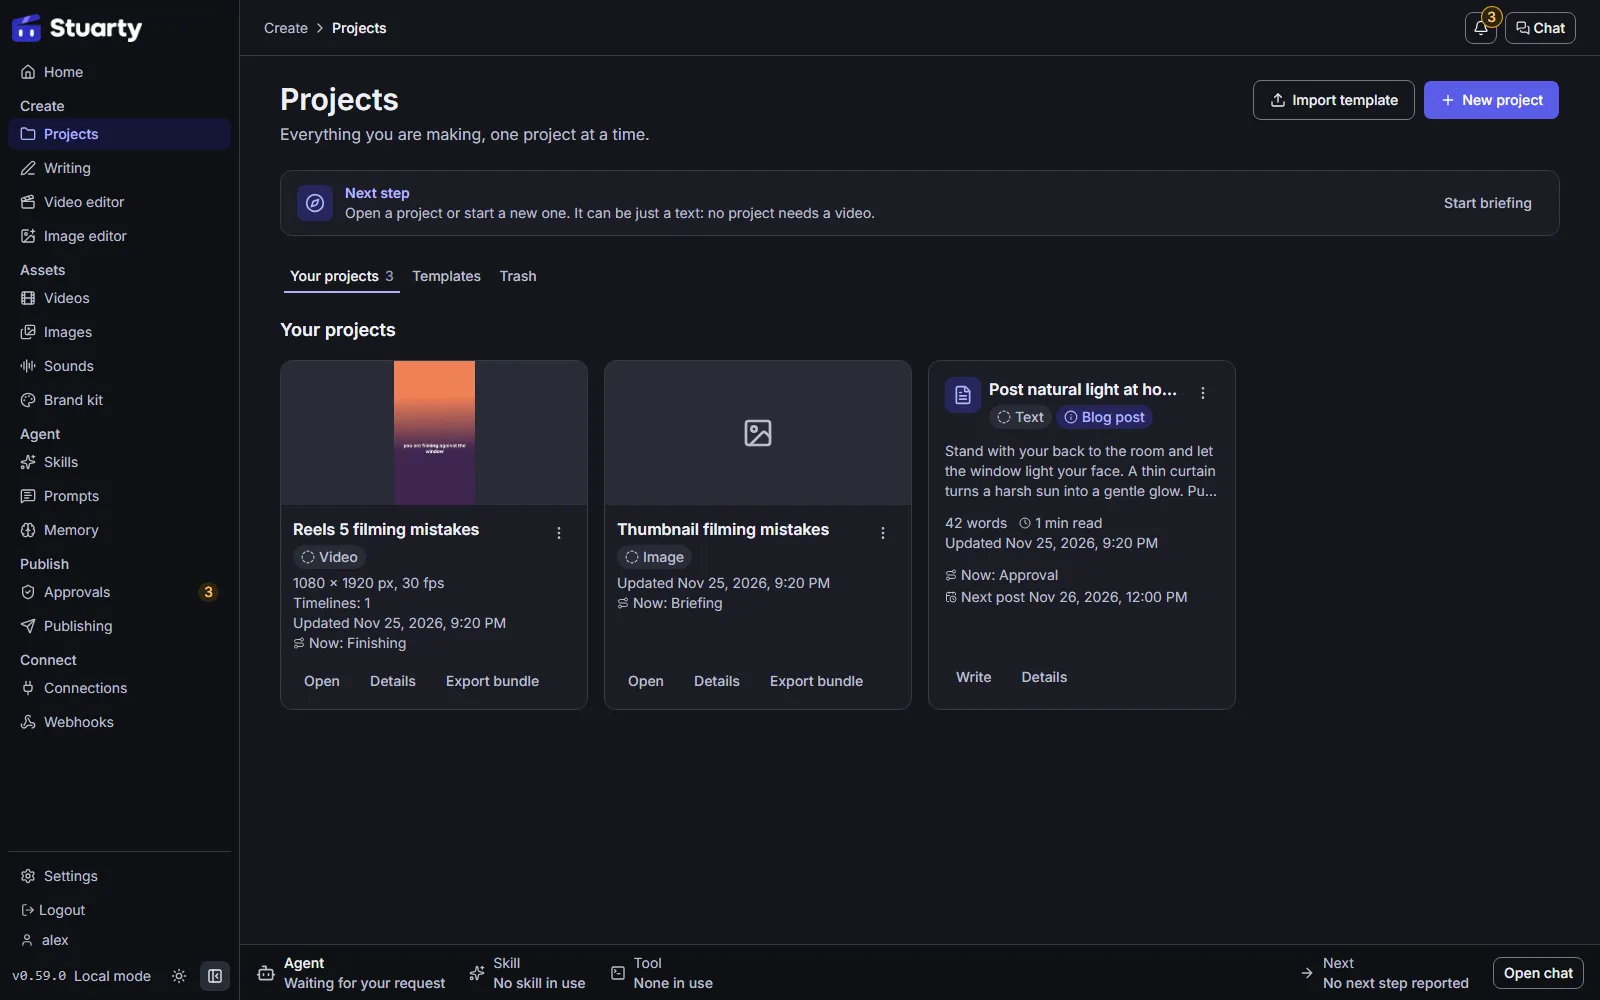 Stuarty
Home
Create
Projects
Writing
Video editor
Image editor
Assets
Videos
Images
Sounds
Brand kit
Agent
Skills
Prompts
Memory
Publish
Approvals 3
Publishing
Connect
Connections
Webhooks
Settings
Logout
alex
v0.59.0 Local mode
Create > Projects
3
Chat
Projects
Everything you are making, one project at a time.
Import template
+ New project
Next step
Open a project or start a new one. It can be just a text: no project needs a video.
Start briefing
Your projects 3 Templates Trash
Your projects
you are filming against the
window
Reels 5 filming mistakes
Video
1080 × 1920 px, 30 fps
Timelines: 1
Updated Nov 25, 2026, 9:20 PM
Now: Finishing
Open Details Export bundle
Thumbnail filming mistakes
Image
Updated Nov 25, 2026, 9:20 PM
Now: Briefing
Open Details Export bundle
Post natural light at ho...
Text Blog post
Stand with your back to the room and let
the window light your face. A thin curtain
turns a harsh sun into a gentle glow. Pu...
42 words 1 min read
Updated Nov 25, 2026, 9:20 PM
Now: Approval
Next post Nov 26, 2026, 12:00 PM
Write Details
Agent
Waiting for your request
Skill
No skill in use
Tool
None in use
Next
No next step reported
Open chat